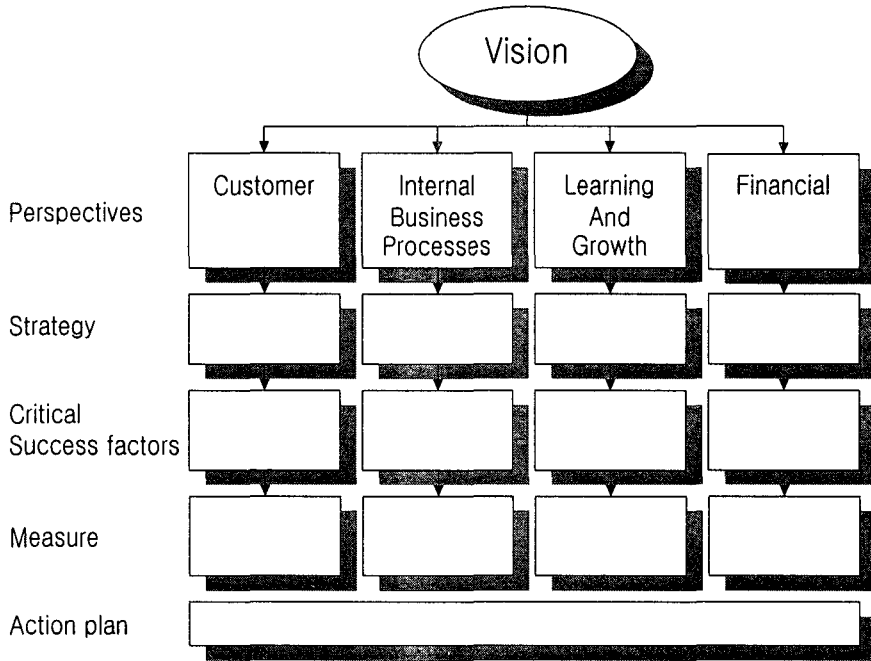 Vision
Customer
Internal
Business
Processes
Learning
And
Growth
Financial
Perspectives
Strategy
Critical
Success factors
Measure
Action plan